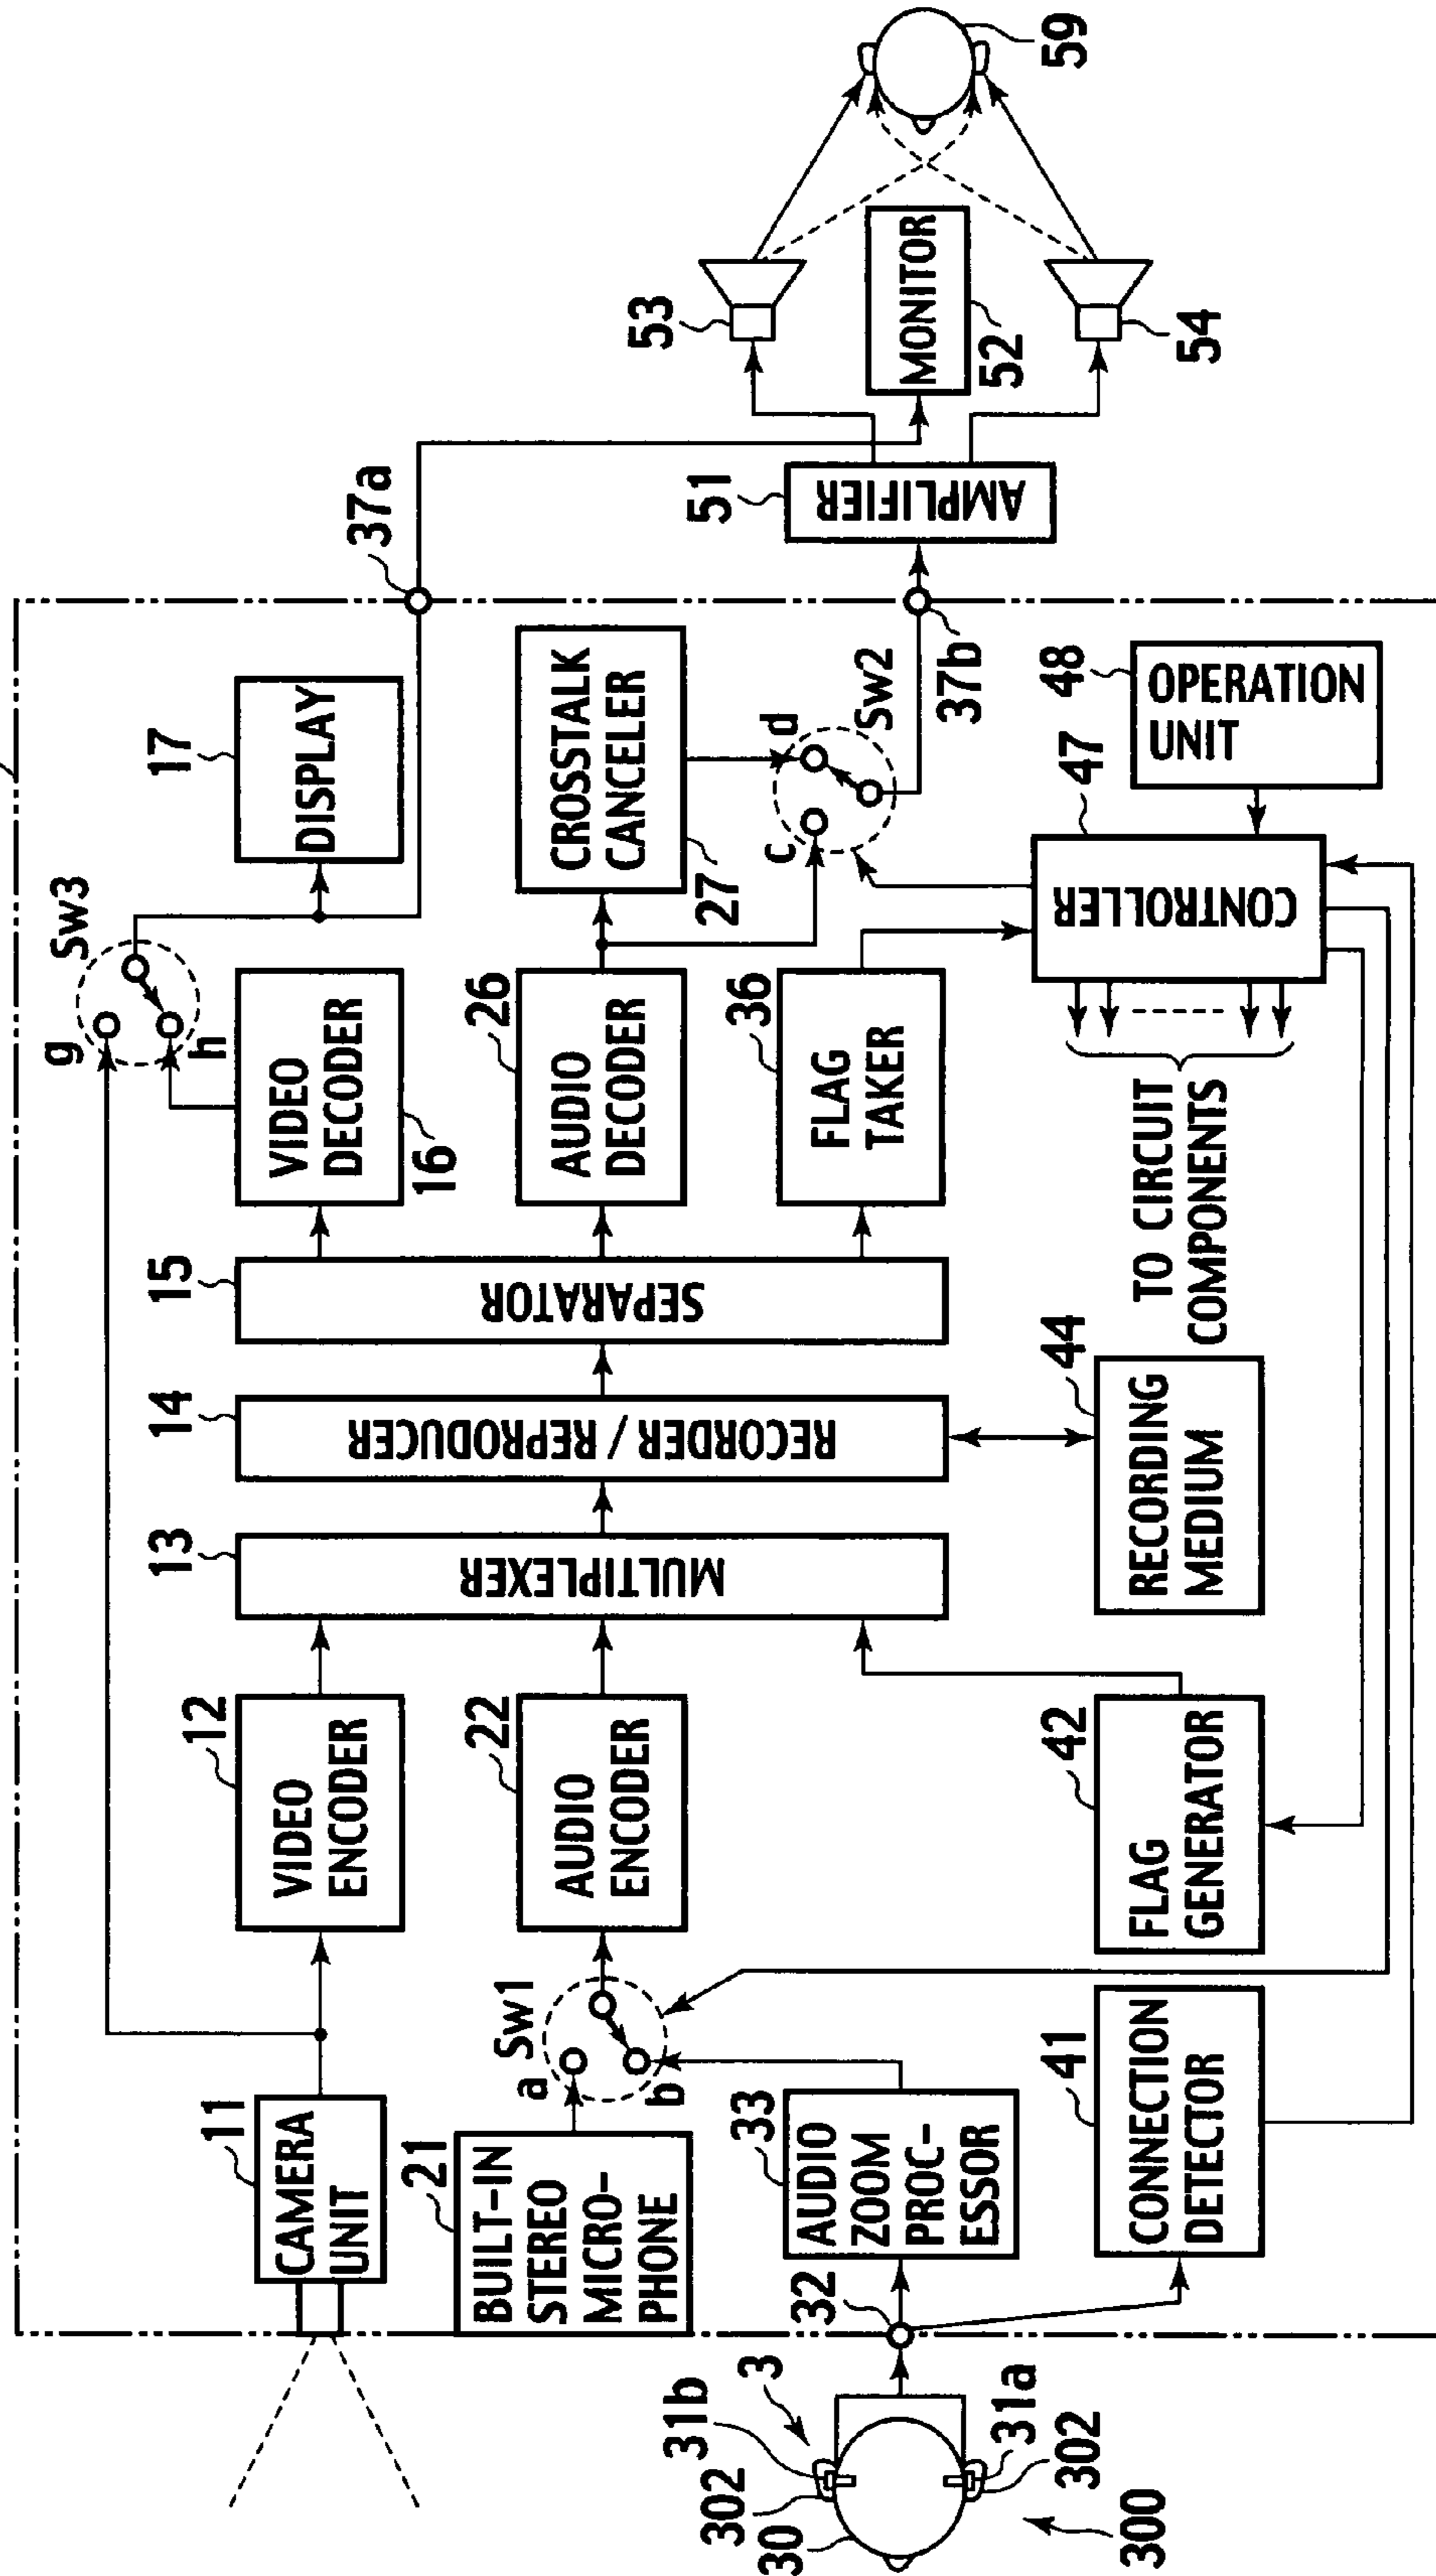 11
CAMERA
UNIT
12
VIDEO
ENCODER
13
MULTIPLEXER
14
RECORDER / REPRODUCER
15
SEPARATOR
16
VIDEO
DECODER
g
h
Sw3
17
DISPLAY
37a
21
BUILT-IN
STEREO
MICRO-
PHONE
a
b
Sw1
22
AUDIO
ENCODER
26
AUDIO
DECODER
27
CROSSTALK
CANCELER
c
d
Sw2
37b
51
AMPLIFIER
52
MONITOR
53
54
59
3
31b
302
30
31a
302
300
32
33
AUDIO
ZOOM
PROC-
ESSOR
36
FLAG
TAKER
41
CONNECTION
DETECTOR
42
FLAG
GENERATOR
44
RECORDING
MEDIUM
TO CIRCUIT
COMPONENTS
47
CONTROLLER
48
OPERATION
UNIT